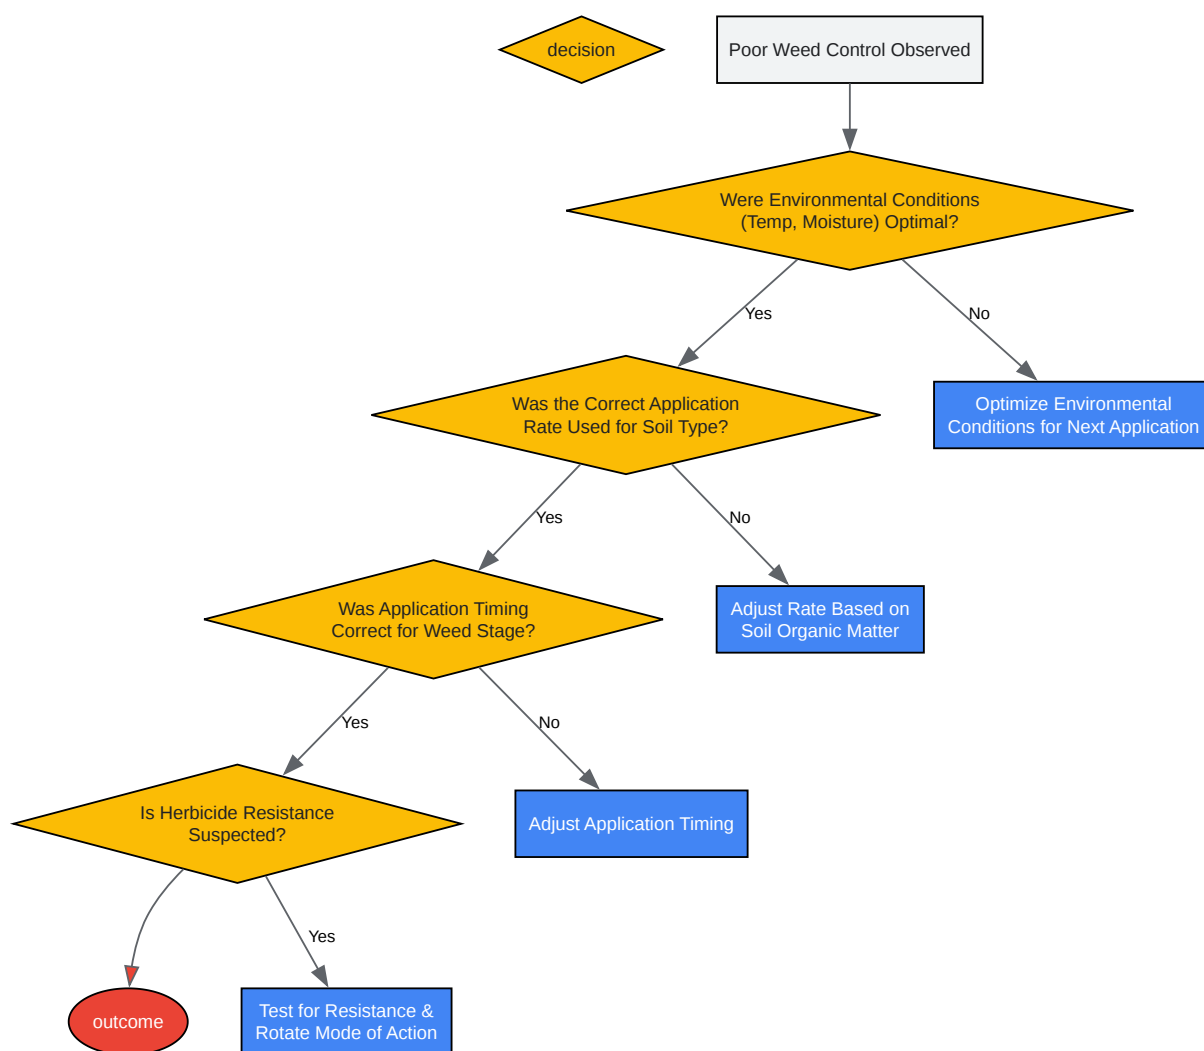 decision
Poor Weed Control Observed
Were Environmental Conditions
(Temp, Moisture) Optimal?
Yes
No
Was the Correct Application
Rate Used for Soil Type?
Optimize Environmental
Conditions for Next Application
Yes
No
Was Application Timing
Correct for Weed Stage?
Adjust Rate Based on
Soil Organic Matter
Yes
No
Is Herbicide Resistance
Suspected?
Adjust Application Timing
Yes
outcome
Test for Resistance &
Rotate Mode of Action